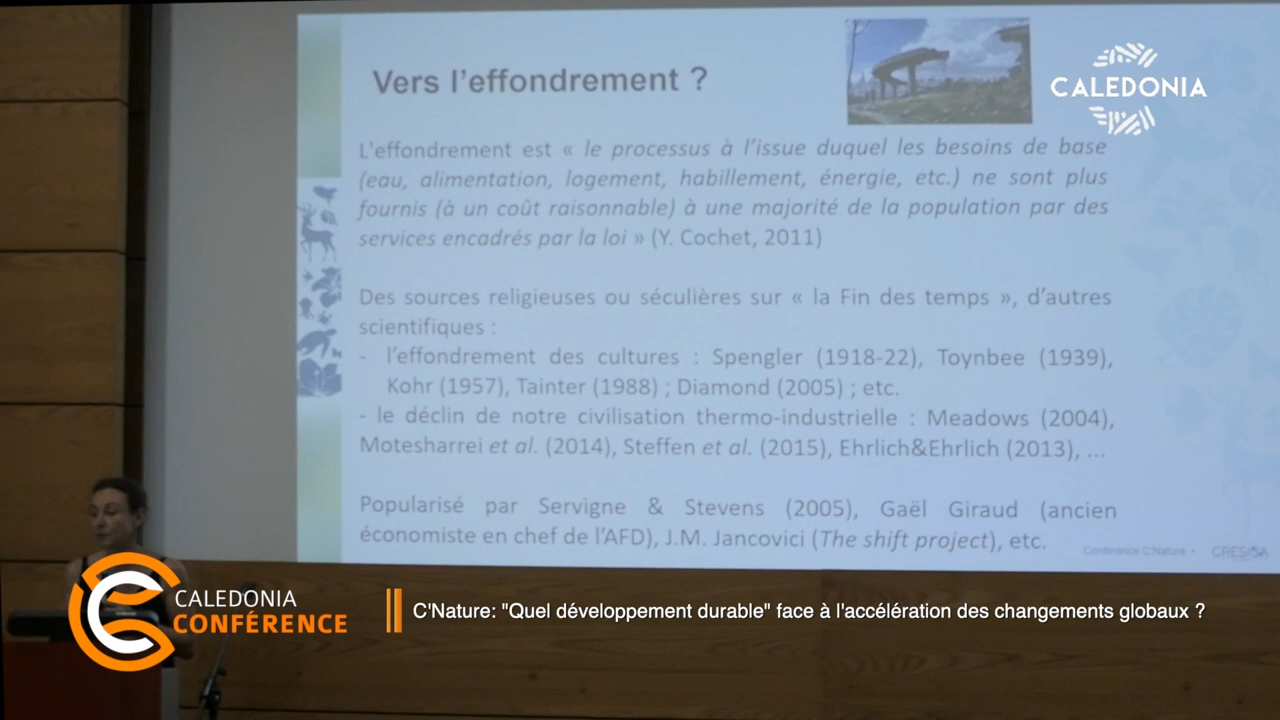 Vers l'effondrement ?
CALEDONIA
L'effondrement est « le processus à l'issue duquel les besoins de base
(eau, alimentation, logement, habillement, énergie, etc.) ne sont plus
fournis (à un coût raisonnable) à une majorité de la population par des
services encadrés par la loi » (Y. Cochet, 2011)
Des sources religieuses ou séculières sur « la Fin des temps », d'autres
scientifiques :
- l'effondrement des cultures : Spengler (1918-22), Toynbee (1939),
Kohr (1957), Tainter (1988) ; Diamond (2005) ; etc.
- le déclin de notre civilisation thermo-industrielle : Meadows (2004),
Motesharrei et al. (2014), Steffen et al. (2015), Ehrlich&Ehrlich (2013), ...
Popularisé par Servigne & Stevens (2005), Gaël Giraud (ancien
économiste en chef de l'AFD), J.M. Jancovici (The shift project), etc.
Conférence C'Nature
CALEDONIA
CONFÉRENCE
C'Nature: "Quel développement durable" face à l'accélération des changements globaux ?